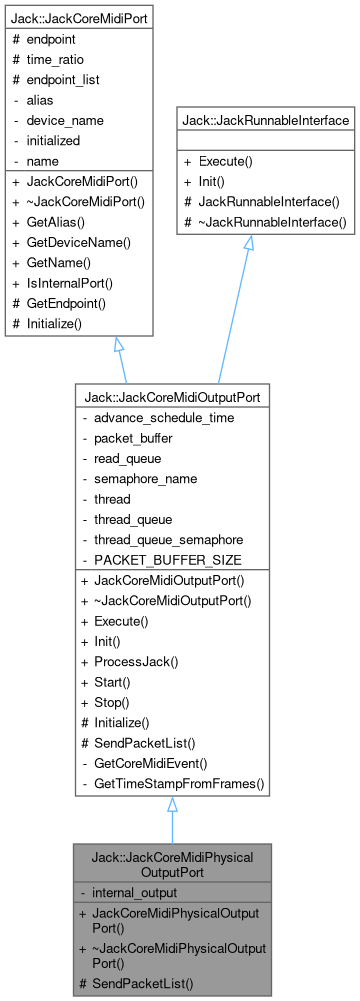 Jack::JackCoreMidiPort
# endpoint
# time_ratio
# endpoint_list
- alias
- device_name
- initialized
- name
+ JackCoreMidiPort()
+ ~JackCoreMidiPort()
+ GetAlias()
+ GetDeviceName()
+ GetName()
+ IsInternalPort()
# GetEndpoint()
# Initialize()
Jack::JackRunnableInterface
+ Execute()
+ Init()
# JackRunnableInterface()
# ~JackRunnableInterface()
Jack::JackCoreMidiOutputPort
- advance_schedule_time
- packet_buffer
- read_queue
- semaphore_name
- thread
- thread_queue
- thread_queue_semaphore
- PACKET_BUFFER_SIZE
+ JackCoreMidiOutputPort()
+ ~JackCoreMidiOutputPort()
+ Execute()
+ Init()
+ ProcessJack()
+ Start()
+ Stop()
# Initialize()
# SendPacketList()
- GetCoreMidiEvent()
- GetTimeStampFromFrames()
Jack::JackCoreMidiPhysical
OutputPort
- internal_output
+ JackCoreMidiPhysicalOutput
Port()
+ ~JackCoreMidiPhysicalOutput
Port()
# SendPacketList()